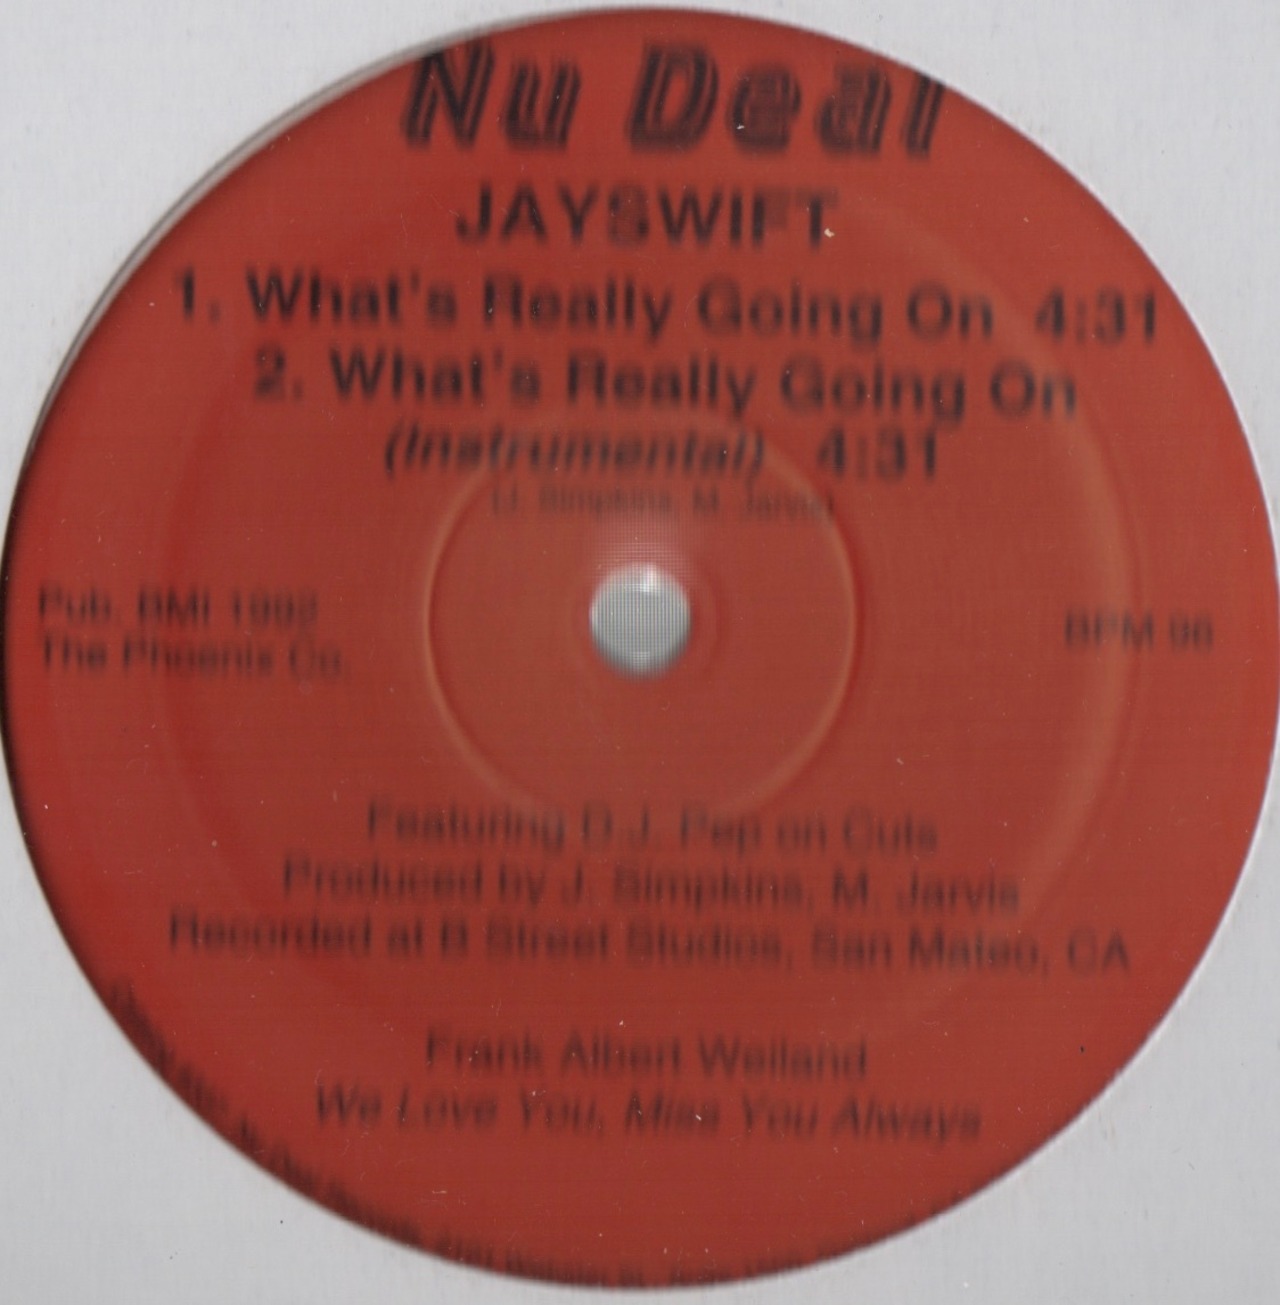 Nu Deal
JAYSWIFT
1. What's Really Going On 4:31
2. What's Really Going On
(Instrumental) 4:31
(J. Simpkins, M. Jarvis)
Pub. BMI 1992
The Phoenix Co.
BPM 96
Featuring D.J. Pep on Cuts
Produced by J. Simpkins, M. Jarvis
Recorded at B Street Studios, San Mateo, CA
Frank Albert Weiland
We Love You, Miss You Always